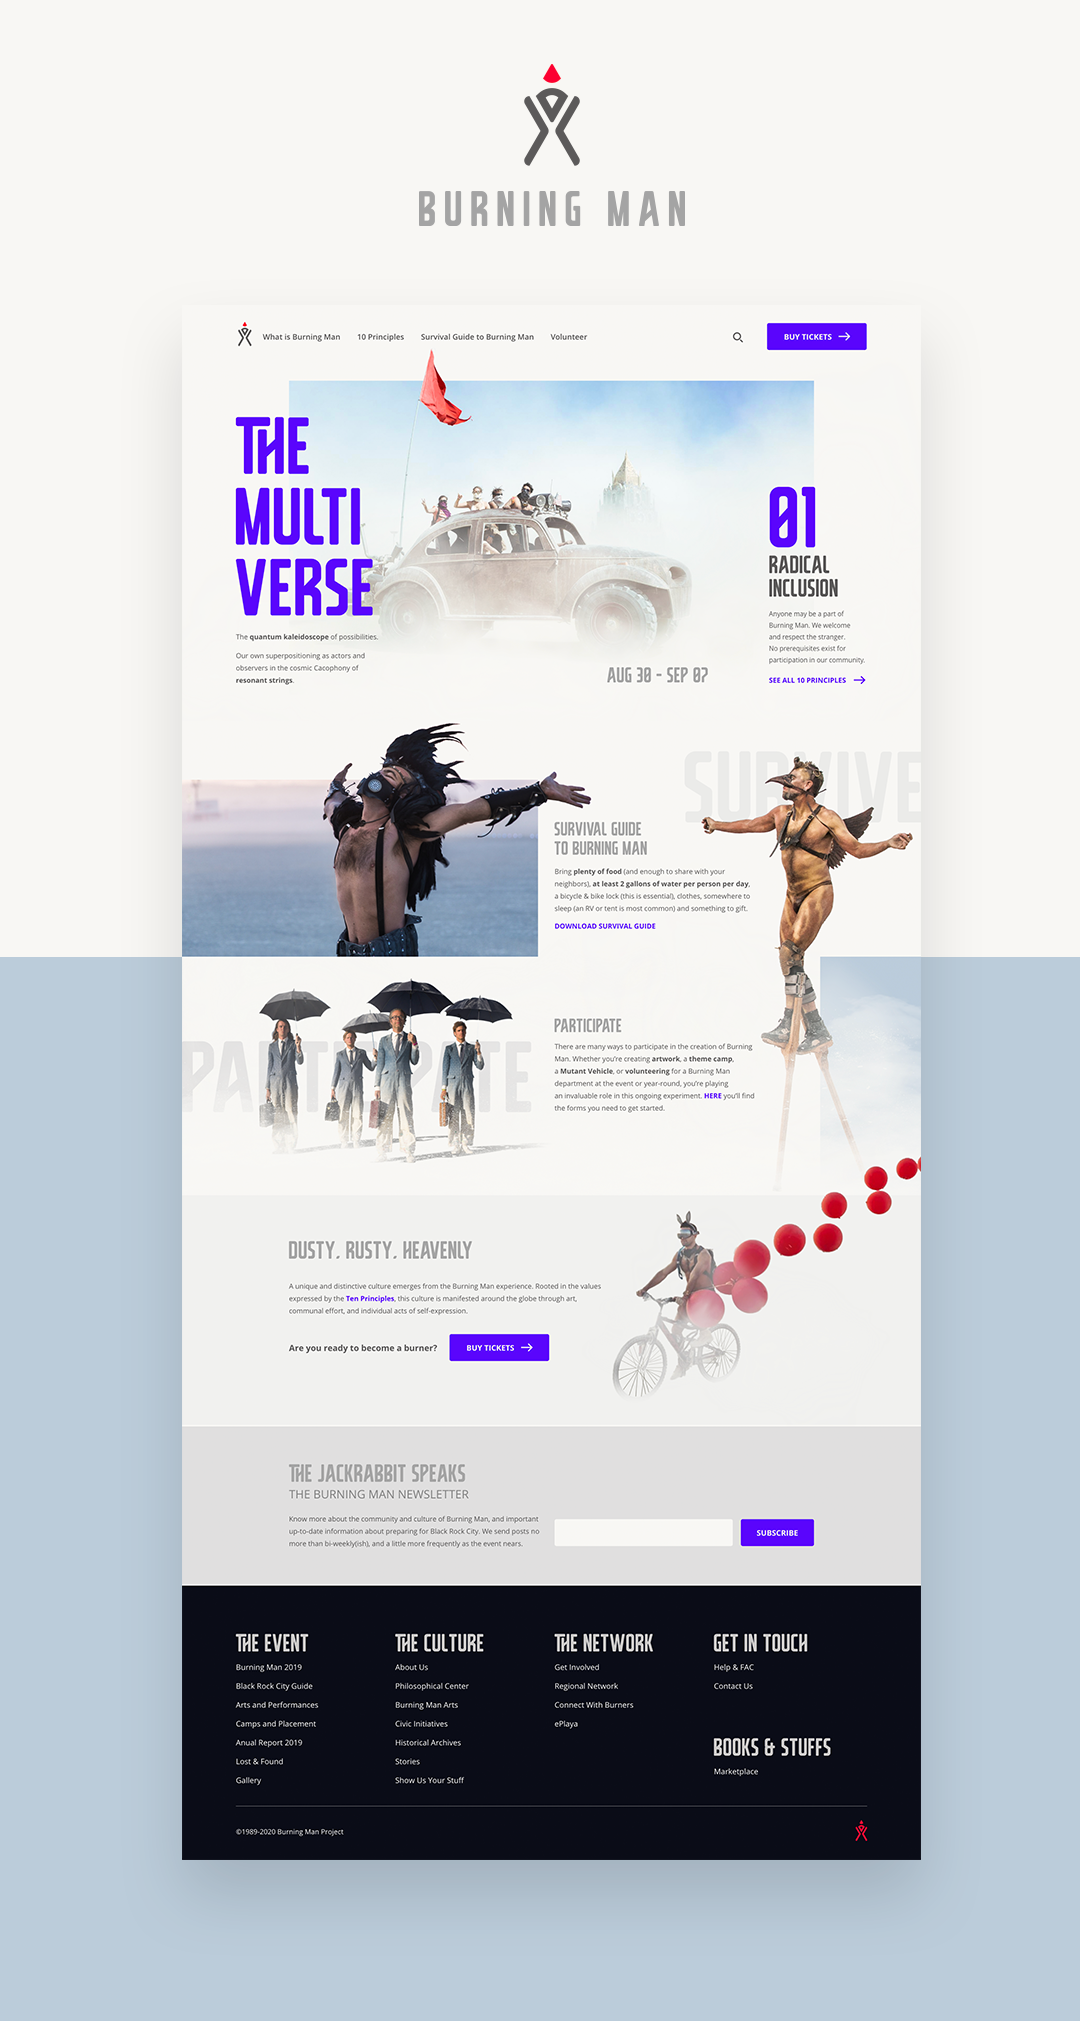 BURNING MAN
What is Burning Man
10 Principles
Survival Guide to Burning Man
Volunteer
BUY TICKETS
THE
MULTI
VERSE
The quantum kaleidoscope of possibilities.
Our own superpositioning as actors and
observers in the cosmic Cacophony of
resonant strings.
AUG 30 - SEP 07
01
RADICAL
INCLUSION
Anyone may be a part of
Burning Man. We welcome
and respect the stranger.
No prerequisites exist for
participation in our community.
SEE ALL 10 PRINCIPLES
SURVIVE
SURVIVAL GUIDE
TO BURNING MAN
Bring plenty of food (and enough to share with your
neighbors), at least 2 gallons of water per person per day,
a bicycle & bike lock (this is essential), clothes, somewhere to
sleep (an RV or tent is most common) and something to gift.
DOWNLOAD SURVIVAL GUIDE
PARTICIPATE
PARTICIPATE
There are many ways to participate in the creation of Burning
Man. Whether you're creating artwork, a theme camp,
a Mutant Vehicle, or volunteering for a Burning Man
department at the event or year-round, you're playing
an invaluable role in this ongoing experiment. HERE you'll find
the forms you need to get started.
DUSTY, RUSTY, HEAVENLY
A unique and distinctive culture emerges from the Burning Man experience. Rooted in the values
expressed by the Ten Principles, this culture is manifested around the globe through art,
communal effort, and individual acts of self-expression.
Are you ready to become a burner?
BUY TICKETS
THE JACKRABBIT SPEAKS
THE BURNING MAN NEWSLETTER
Know more about the community and culture of Burning Man, and important
up-to-date information about preparing for Black Rock City. We send posts no
more than bi-weekly(ish), and a little more frequently as the event nears.
SUBSCRIBE
THE EVENT
Burning Man 2019
Black Rock City Guide
Arts and Performances
Camps and Placement
Anual Report 2019
Lost & Found
Gallery
THE CULTURE
About Us
Philosophical Center
Burning Man Arts
Civic Initiatives
Historical Archives
Stories
Show Us Your Stuff
THE NETWORK
Get Involved
Regional Network
Connect With Burners
ePlaya
GET IN TOUCH
Help & FAC
Contact Us
BOOKS & STUFFS
Marketplace
©1989-2020 Burning Man Project